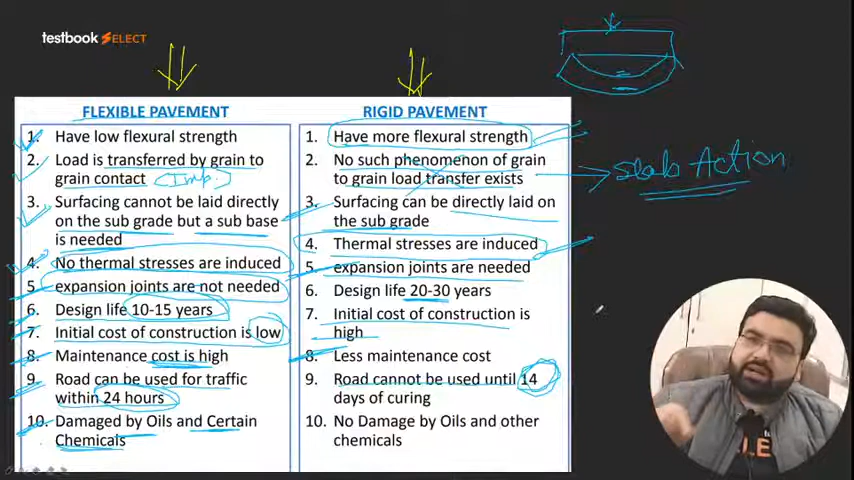 testbook SELECT
FLEXIBLE PAVEMENT
1. Have low flexural strength
2. Load is transferred by grain to
grain contact (Imp.)
3. Surfacing cannot be laid directly
on the sub grade but a sub base
is needed
4. No thermal stresses are induced
5. expansion joints are not needed
6. Design life 10-15 years
7. Initial cost of construction is low
8. Maintenance cost is high
9. Road can be used for traffic
within 24 hours
10. Damaged by Oils and Certain
Chemicals
RIGID PAVEMENT
1. Have more flexural strength
2. No such phenomenon of grain
to grain load transfer exists
3. Surfacing can be directly laid on
the sub grade
4. Thermal stresses are induced
5. expansion joints are needed
6. Design life 20-30 years
7. Initial cost of construction is
high
8. Less maintenance cost
9. Road cannot be used until 14
days of curing
10. No Damage by Oils and other
chemicals
Slab Action